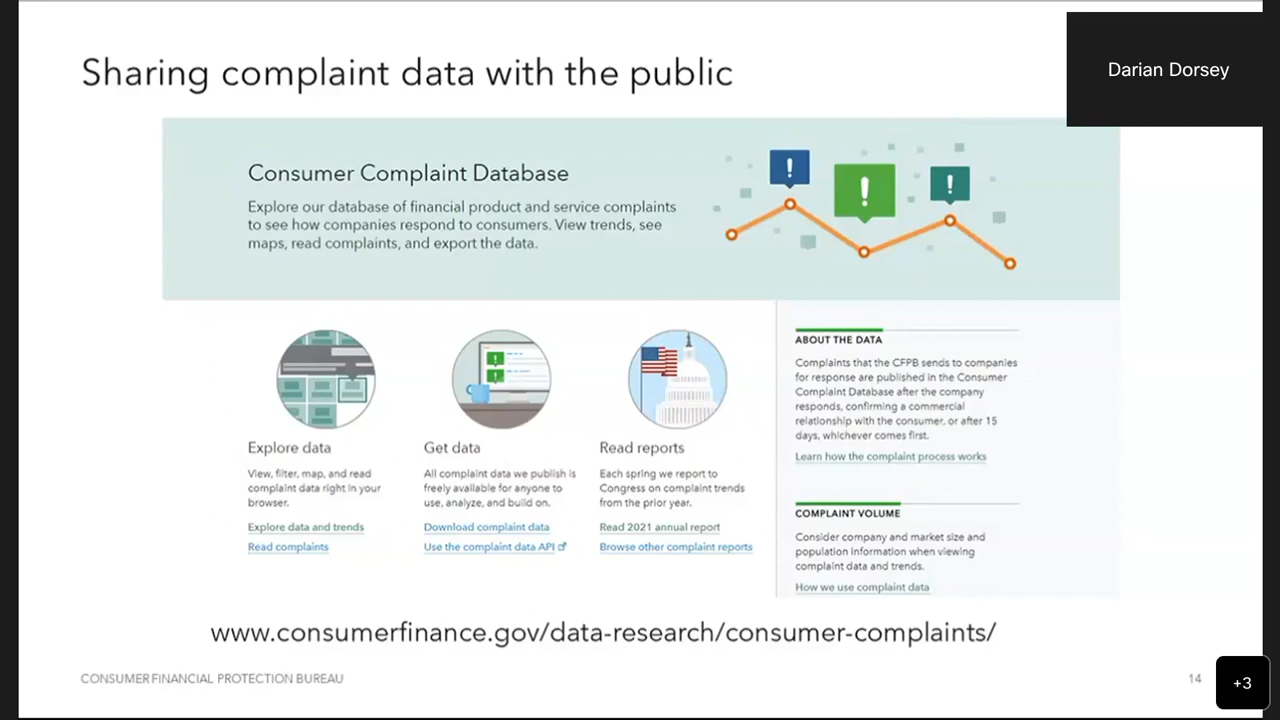 Sharing complaint data with the public
Darian Dorsey
Consumer Complaint Database
Explore our database of financial product and service complaints
to see how companies respond to consumers. View trends, see
maps, read complaints, and export the data.
!
!
!
Explore data
View, filter, map, and read
complaint data right in your
browser.
Explore data and trends
Read complaints
Get data
All complaint data we publish is
freely available for anyone to
use, analyze, and build on.
Download complaint data
Use the complaint data API
Read reports
Each spring we report to
Congress on complaint trends
from the prior year.
Read 2021 annual report
Browse other complaint reports
ABOUT THE DATA
Complaints that the CFPB sends to companies
for response are published in the Consumer
Complaint Database after the company
responds, confirming a commercial
relationship with the consumer, or after 15
days, whichever comes first.
Learn how the complaint process works
COMPLAINT VOLUME
Consider company and market size and
population information when viewing
complaint data and trends.
How we use complaint data
www.consumerfinance.gov/data-research/consumer-complaints/
CONSUMER FINANCIAL PROTECTION BUREAU
14
+3